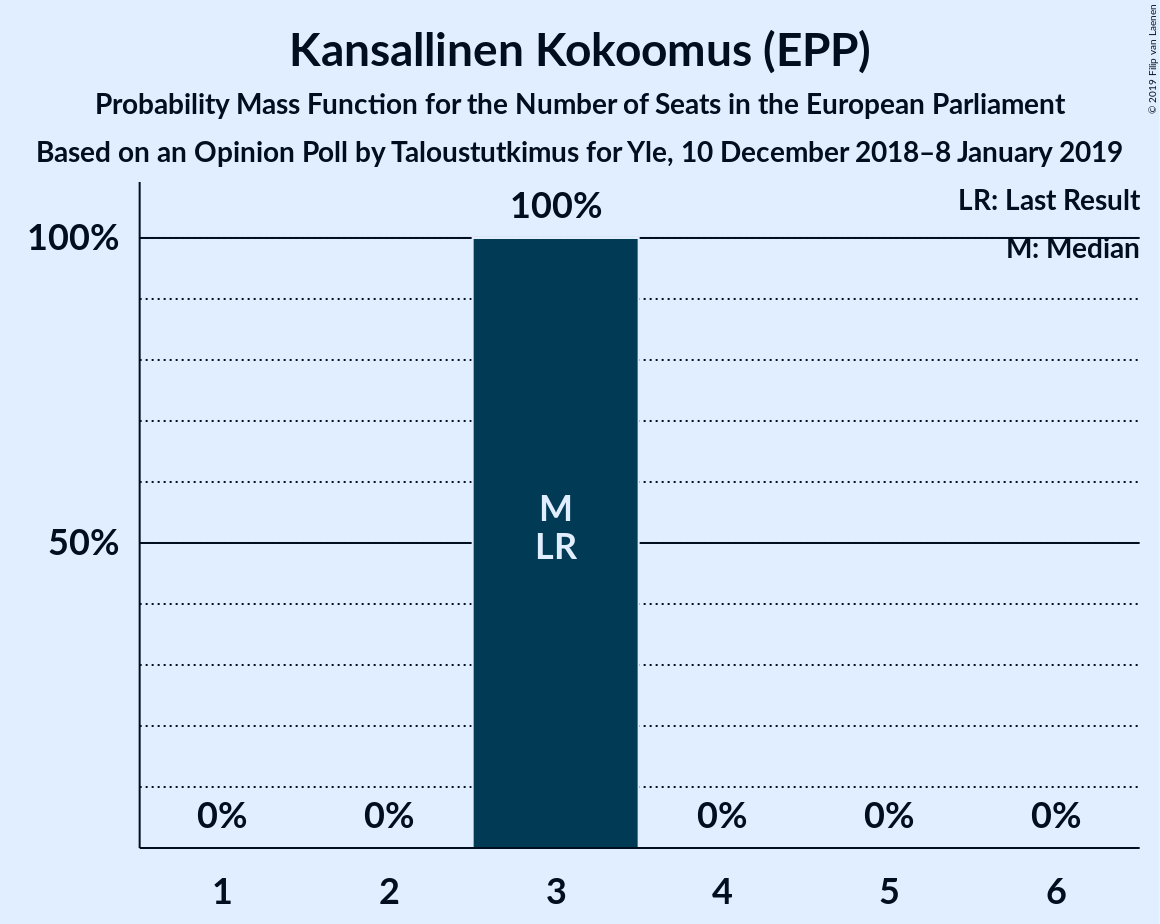 Kansallinen Kokoomus (EPP)
Probability Mass Function for the Number of Seats in the European Parliament
Based on an Opinion Poll by Taloustutkimus for Yle, 10 December 2018–8 January 2019
© 2019 Filip van Laenen
LR: Last Result
M: Median
100%
100%
50%
M
LR
0%
0%
0%
0%
0%
1
2
3
4
5
6